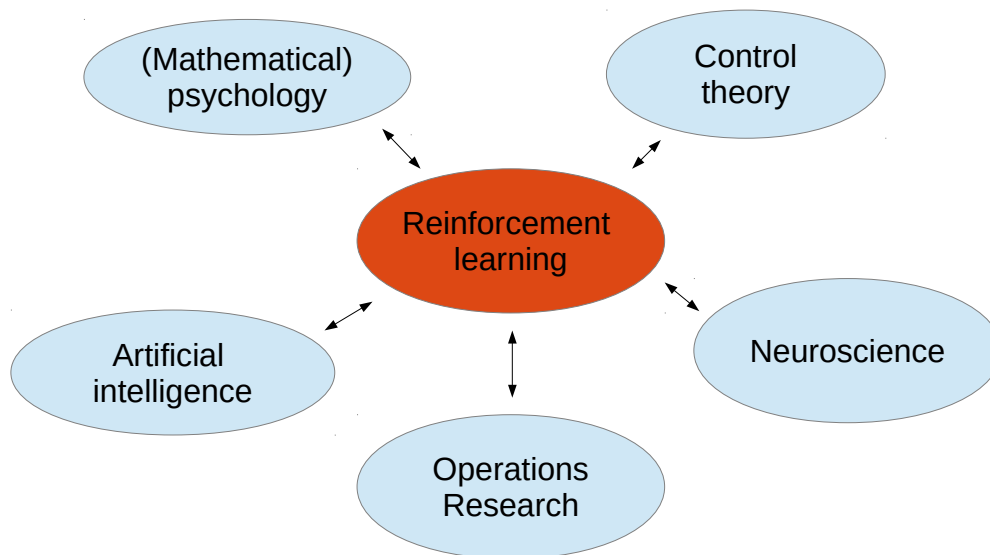 (Mathematical)
psychology
Control
theory
Reinforcement
learning
Artificial
intelligence
Neuroscience
Operations
Research